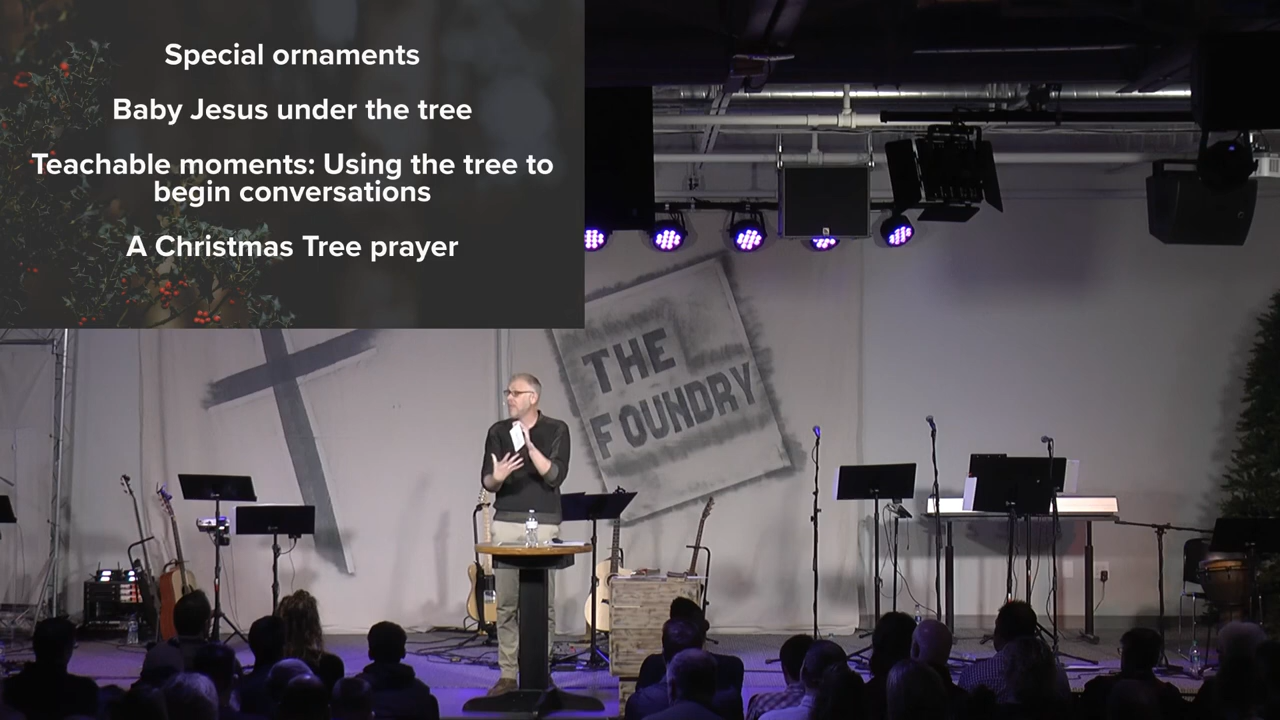 Special ornaments
Baby Jesus under the tree
Teachable moments: Using the tree to
begin conversations
A Christmas Tree prayer
THE
FOUNDRY